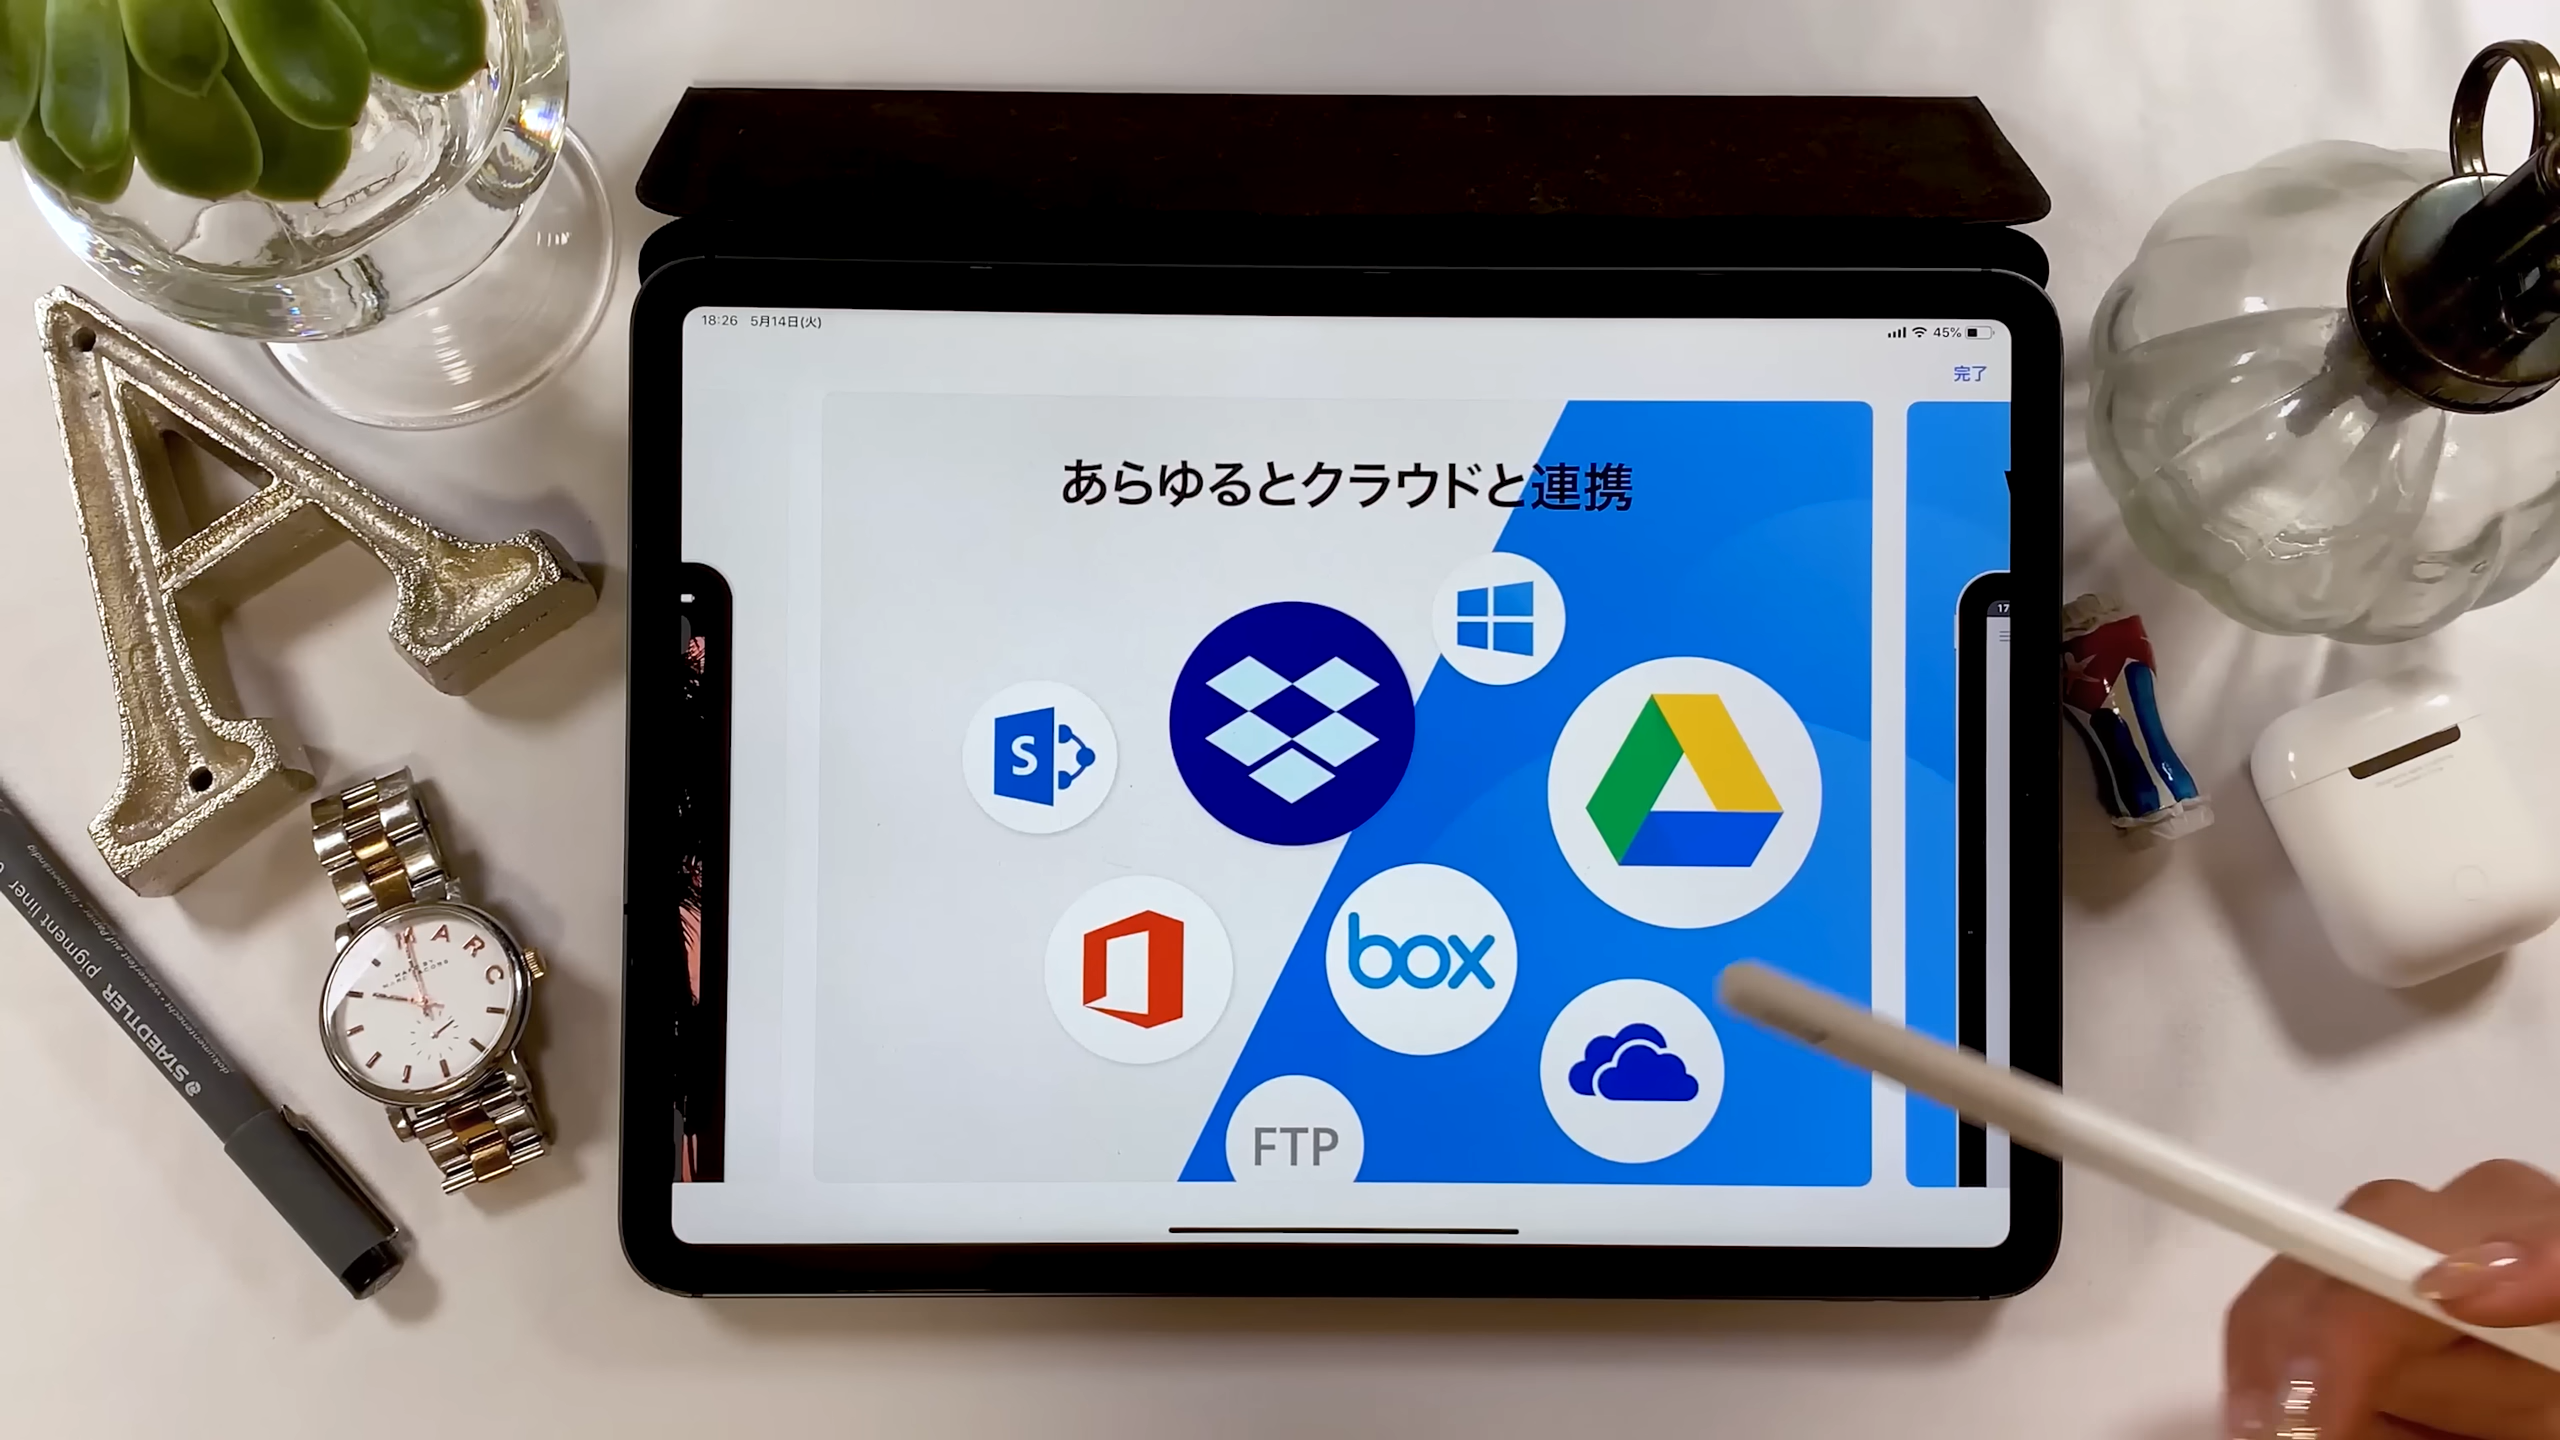 18:26 5月14日(火)
45%
完了
あらゆるとクラウドと連携
S
box
FTP
17
MARC
MARC JACOBS
STAEDTLER
pigment liner